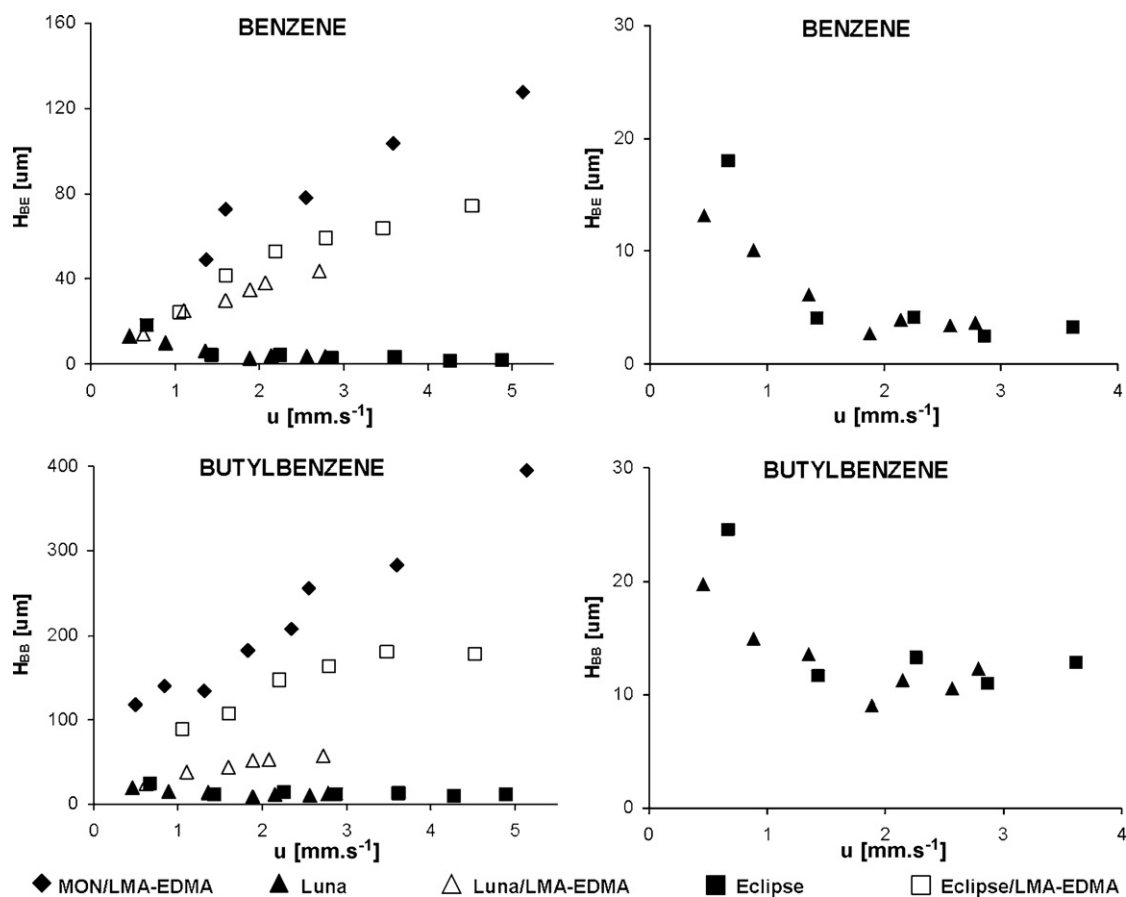 BENZENE
160
120
80
40
0
H_BE [um]
0 1 2 3 4 5
u [mm.s⁻¹]
BENZENE
30
20
10
0
H_BE [um]
0 1 2 3 4
u [mm.s⁻¹]
BUTYLBENZENE
400
300
200
100
0
H_BB [um]
0 1 2 3 4 5
u [mm.s⁻¹]
BUTYLBENZENE
30
20
10
0
H_BB [um]
0 1 2 3 4
u [mm.s⁻¹]
MON/LMA-EDMA Luna Luna/LMA-EDMA Eclipse Eclipse/LMA-EDMA